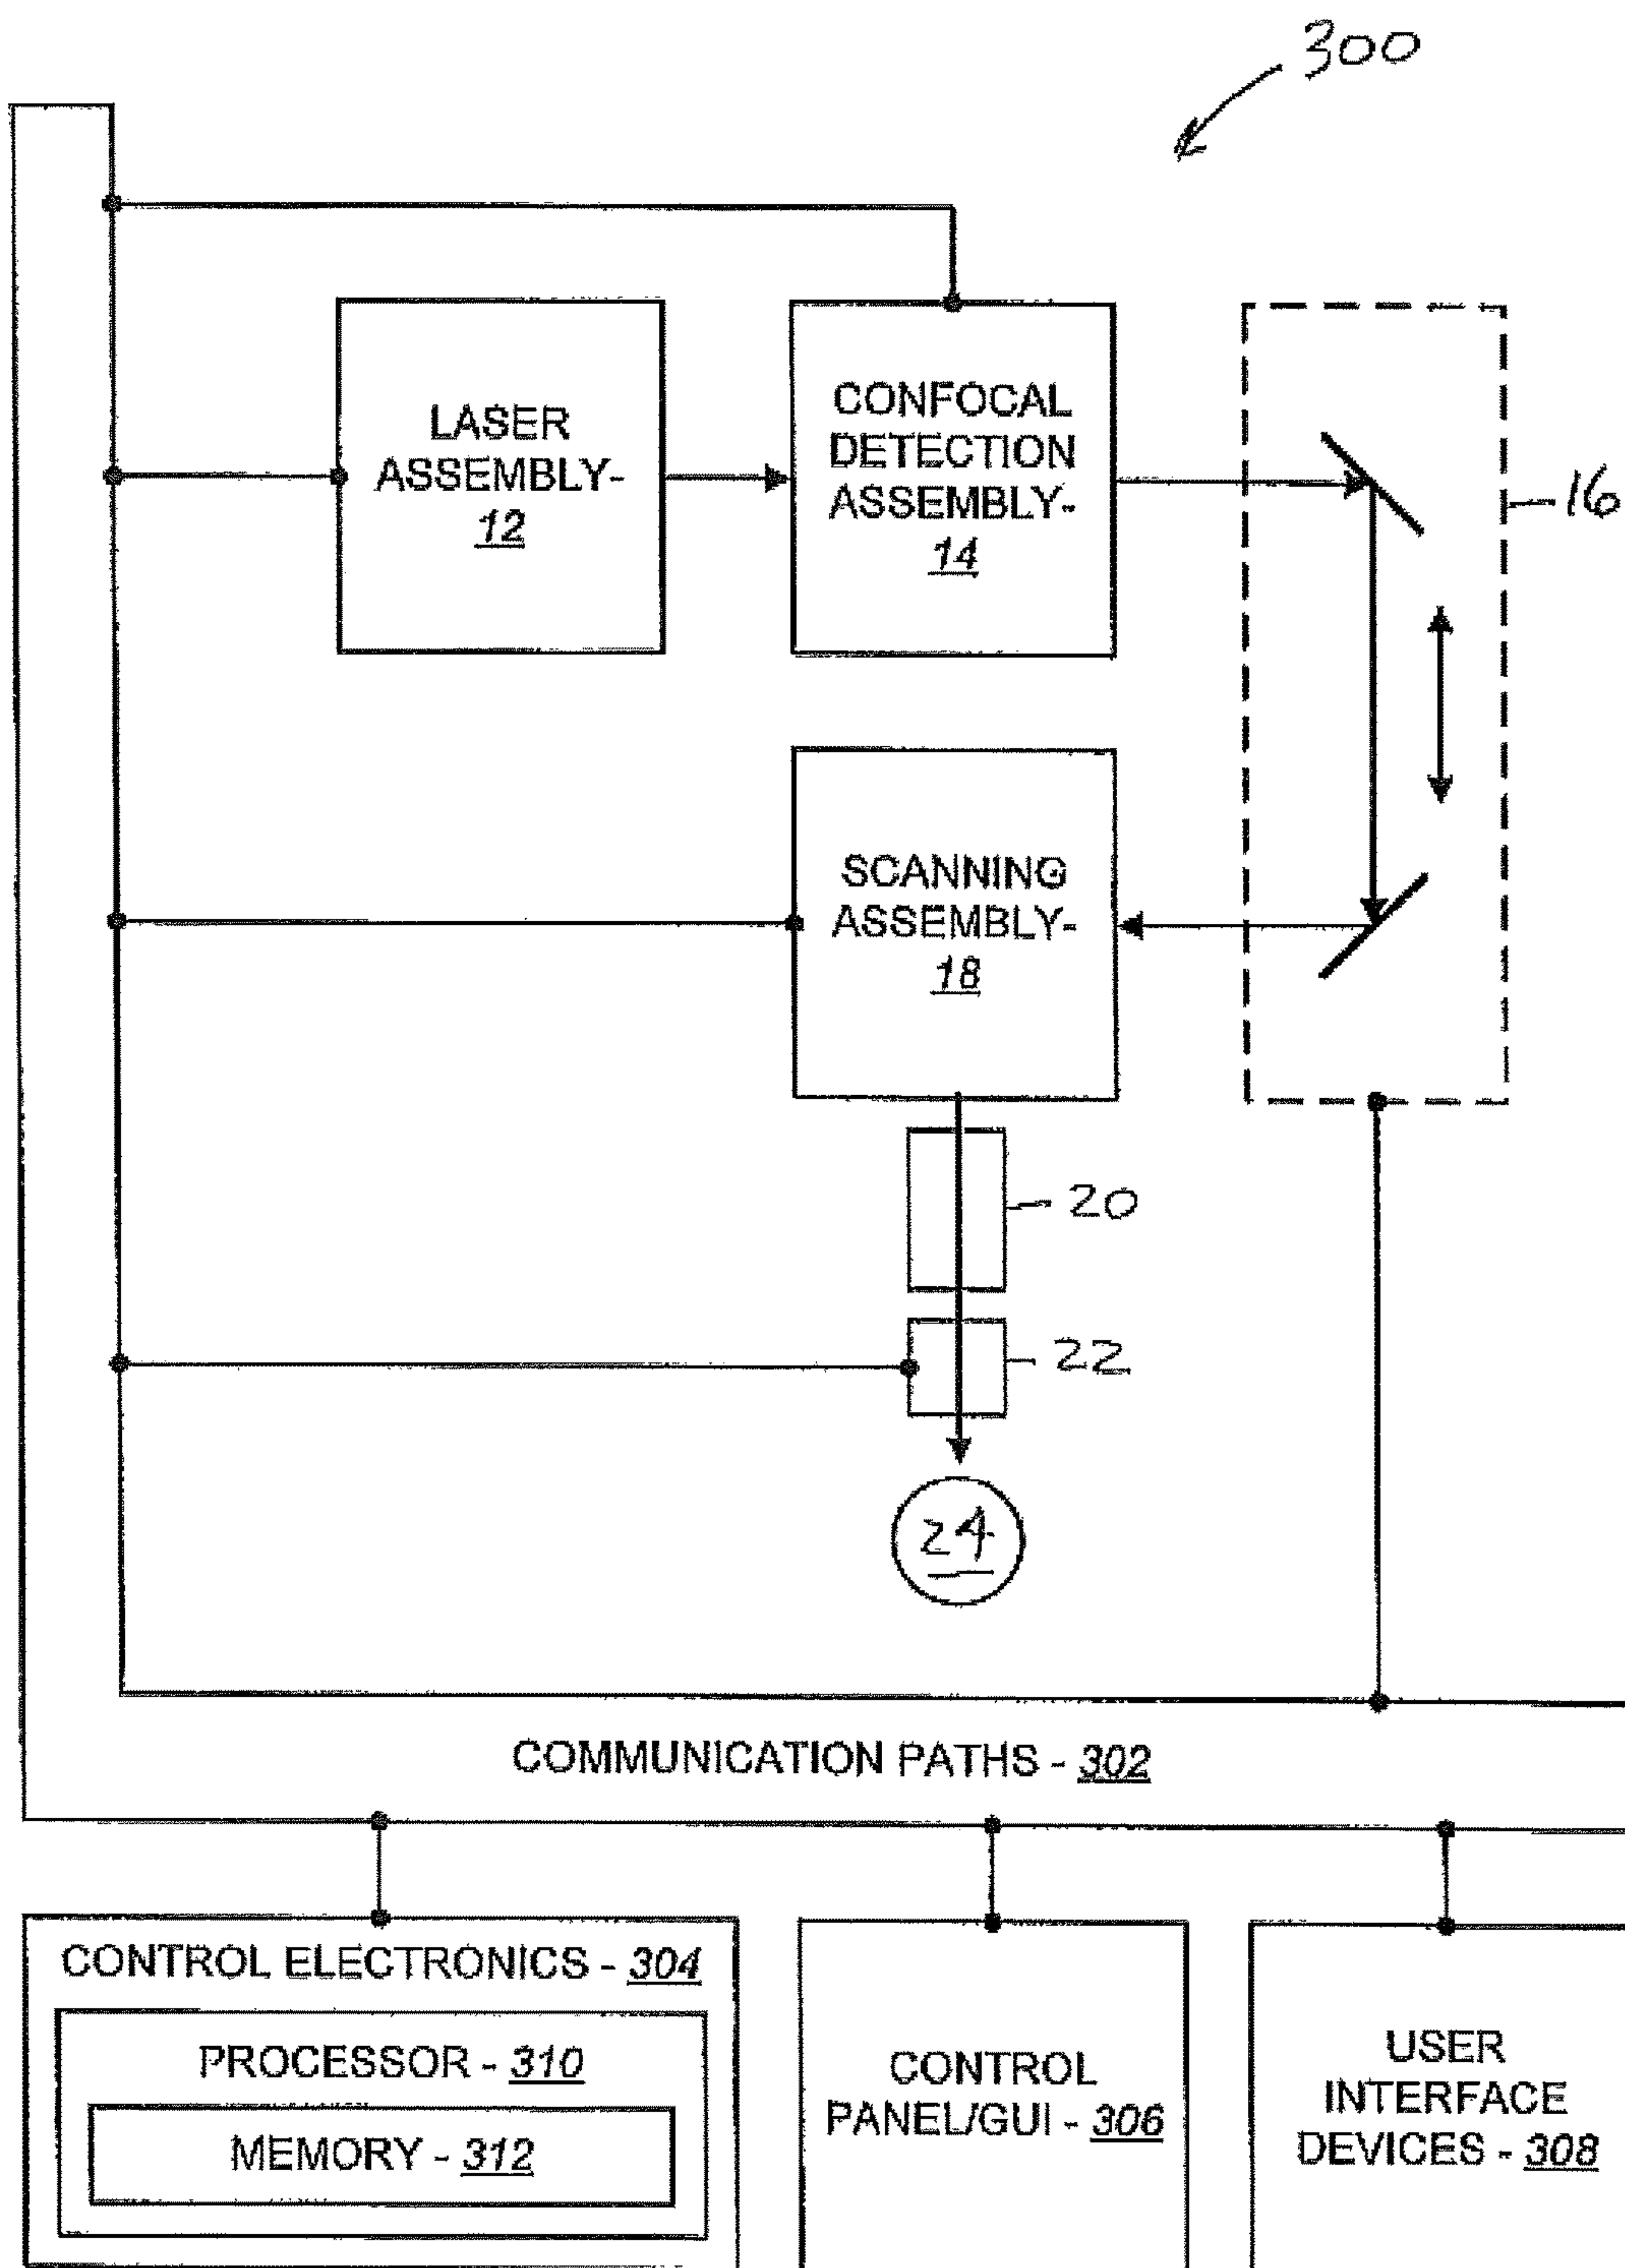 300
LASER
ASSEMBLY-
12
CONFOCAL
DETECTION
ASSEMBLY-
14
16
SCANNING
ASSEMBLY-
18
20
22
24
COMMUNICATION PATHS - 302
CONTROL ELECTRONICS - 304
PROCESSOR - 310
MEMORY - 312
CONTROL
PANEL/GUI - 306
USER
INTERFACE
DEVICES - 308